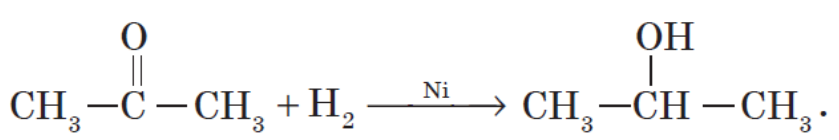 O OH
CH₃ — C — CH₃ + H₂ Ni → CH₃ — CH — CH₃.